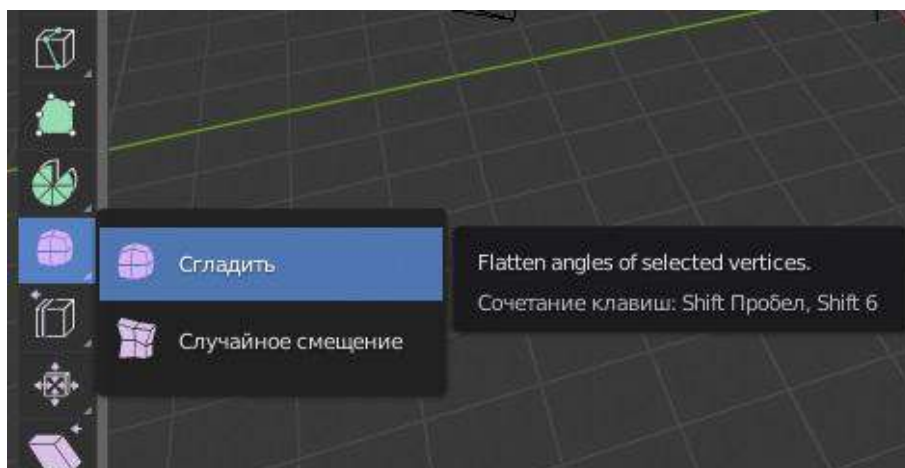 Сгладить
Flatten angles of selected vertices.
Сочетание клавиш: Shift Пробел, Shift 6
Случайное смещение